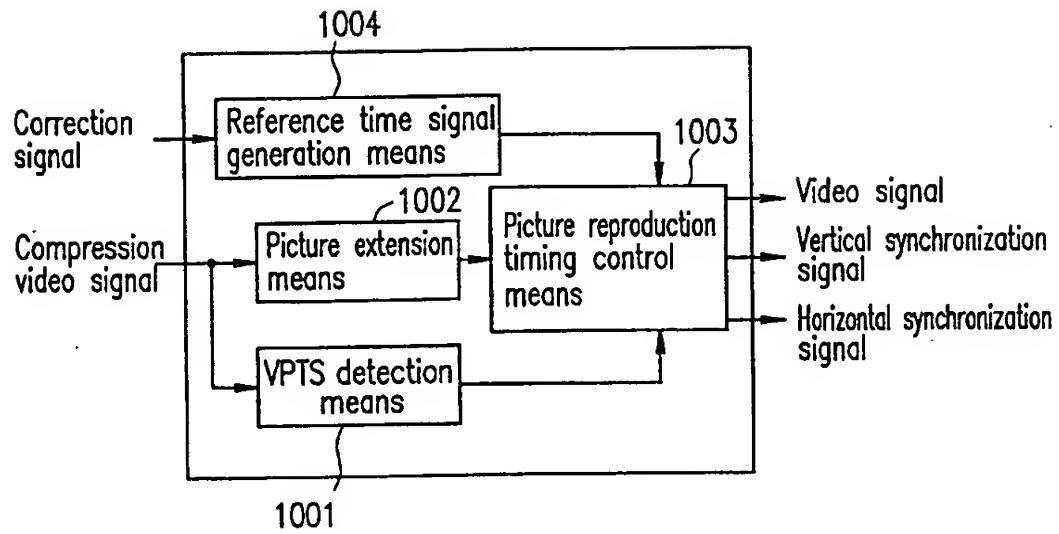 1004
Correction
signal
Reference time signal
generation means
1003
1002
Compression
video signal
Picture extension
means
Picture reproduction
timing control
means
Video signal
Vertical synchronization
signal
Horizontal synchronization
signal
VPTS detection
means
1001